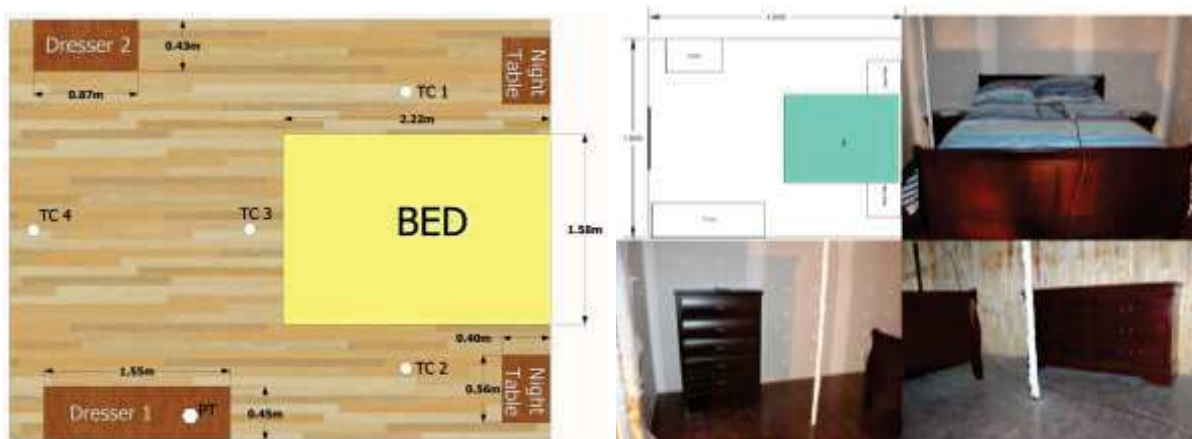 Dresser 2
0.43m
Night
Table
0.87m
TC 1
2.22m
TC 4
TC 3
BED
1.58m
0.40m
1.55m
TC 2
0.56m
Night
Table
Dresser 1
PT
0.45m